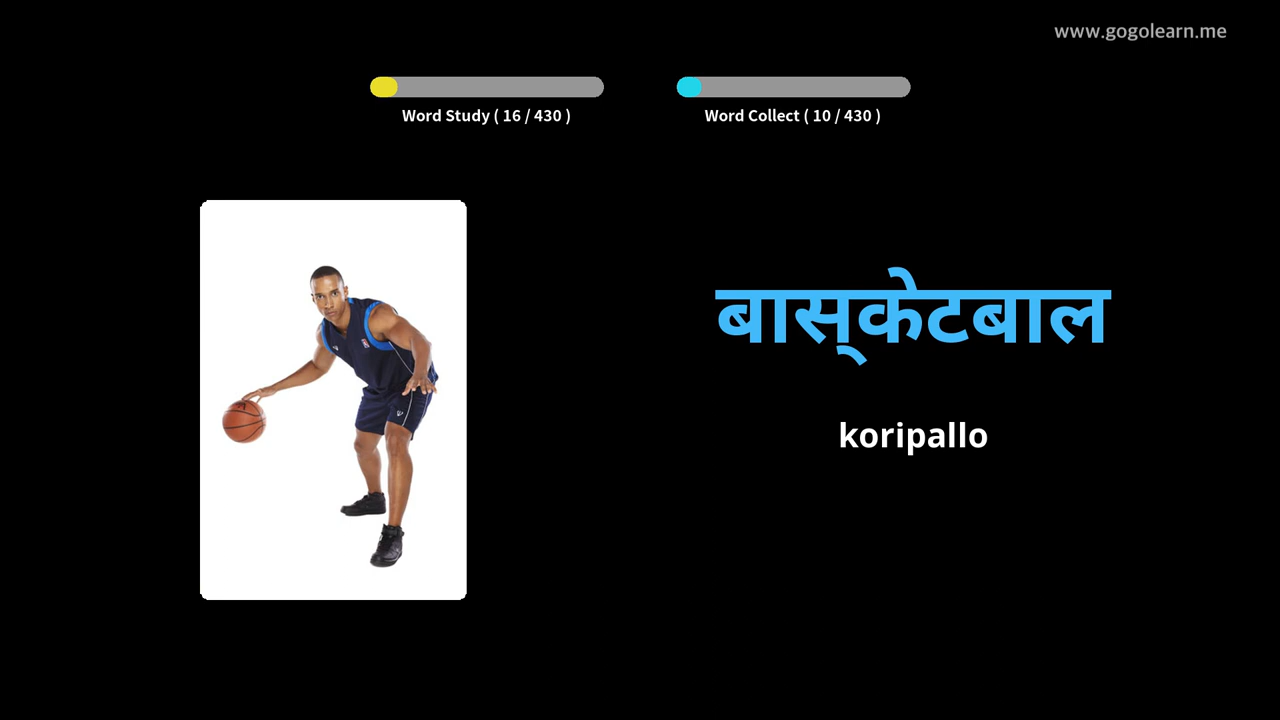 www.gogolearn.me
Word Study ( 16 / 430 )
Word Collect ( 10 / 430 )
बास्‌केटबाल
koripallo